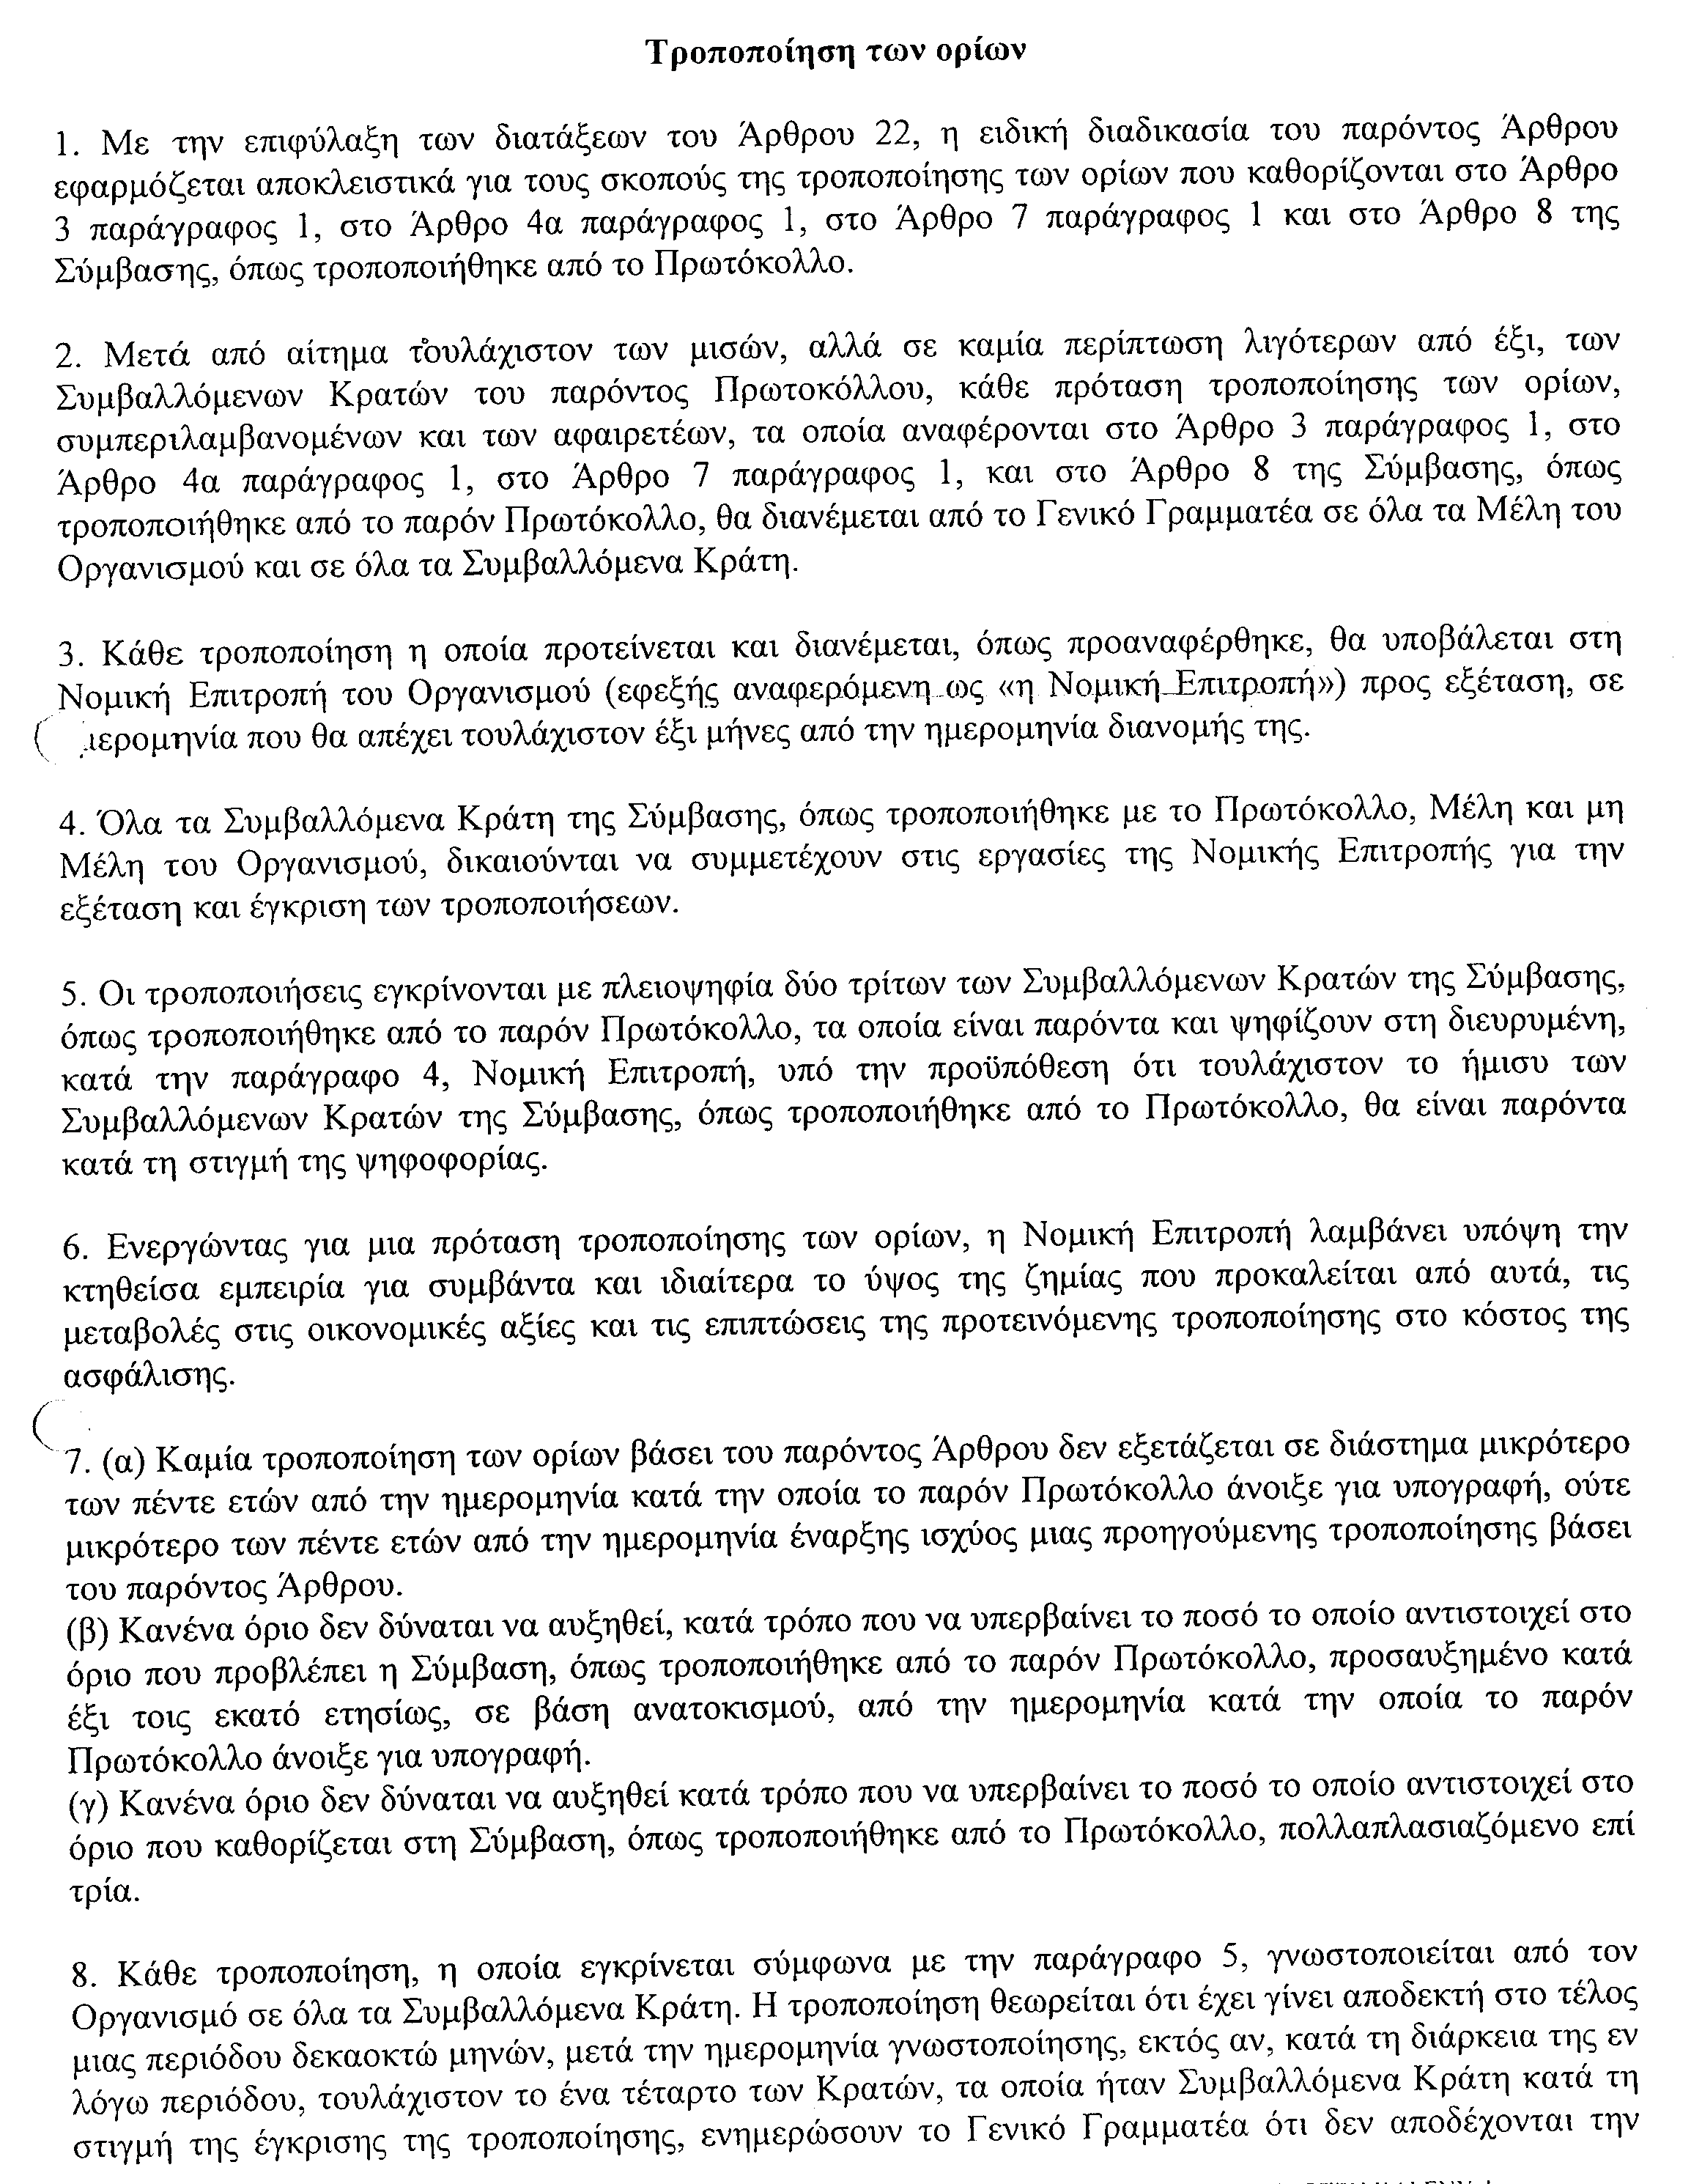 Τροποποίηση των ορίων
1. Με την επιφύλαξη των διατάξεων του Άρθρου 22, η ειδική διαδικασία του παρόντος Άρθρου
εφαρμόζεται αποκλειστικά για τους σκοπούς της τροποποίησης των ορίων που καθορίζονται στο Άρθρο
3 παράγραφος 1, στο Άρθρο 4α παράγραφος 1, στο Άρθρο 7 παράγραφος 1 και στο Άρθρο 8 της
Σύμβασης, όπως τροποποιήθηκε από το Πρωτόκολλο.
2. Μετά από αίτημα τουλάχιστον των μισών, αλλά σε καμία περίπτωση λιγότερων από έξι, των
Συμβαλλόμενων Κρατών του παρόντος Πρωτοκόλλου, κάθε πρόταση τροποποίησης των ορίων,
συμπεριλαμβανομένων και των αφαιρετέων, τα οποία αναφέρονται στο Άρθρο 3 παράγραφος 1, στο
Άρθρο 4α παράγραφος 1, στο Άρθρο 7 παράγραφος 1, και στο Άρθρο 8 της Σύμβασης, όπως
τροποποιήθηκε από το παρόν Πρωτόκολλο, θα διανέμεται από το Γενικό Γραμματέα σε όλα τα Μέλη του
Οργανισμού και σε όλα τα Συμβαλλόμενα Κράτη.
3. Κάθε τροποποίηση η οποία προτείνεται και διανέμεται, όπως προαναφέρθηκε, θα υποβάλεται στη
Νομική Επιτροπή του Οργανισμού (εφεξής αναφερόμενη ως «η Νομική Επιτροπή») προς εξέταση, σε
ημερομηνία που θα απέχει τουλάχιστον έξι μήνες από την ημερομηνία διανομής της.
4. Όλα τα Συμβαλλόμενα Κράτη της Σύμβασης, όπως τροποποιήθηκε με το Πρωτόκολλο, Μέλη και μη
Μέλη του Οργανισμού, δικαιούνται να συμμετέχουν στις εργασίες της Νομικής Επιτροπής για την
εξέταση και έγκριση των τροποποιήσεων.
5. Οι τροποποιήσεις εγκρίνονται με πλειοψηφία δύο τρίτων των Συμβαλλόμενων Κρατών της Σύμβασης,
όπως τροποποιήθηκε από το παρόν Πρωτόκολλο, τα οποία είναι παρόντα και ψηφίζουν στη διευρυμένη,
κατά την παράγραφο 4, Νομική Επιτροπή, υπό την προϋπόθεση ότι τουλάχιστον το ήμισυ των
Συμβαλλόμενων Κρατών της Σύμβασης, όπως τροποποιήθηκε από το Πρωτόκολλο, θα είναι παρόντα
κατά τη στιγμή της ψηφοφορίας.
6. Ενεργώντας για μια πρόταση τροποποίησης των ορίων, η Νομική Επιτροπή λαμβάνει υπόψη την
κτηθείσα εμπειρία για συμβάντα και ιδιαίτερα το ύψος της ζημίας που προκαλείται από αυτά, τις
μεταβολές στις οικονομικές αξίες και τις επιπτώσεις της προτεινόμενης τροποποίησης στο κόστος της
ασφάλισης.
7. (α) Καμία τροποποίηση των ορίων βάσει του παρόντος Άρθρου δεν εξετάζεται σε διάστημα μικρότερο
των πέντε ετών από την ημερομηνία κατά την οποία το παρόν Πρωτόκολλο άνοιξε για υπογραφή, ούτε
μικρότερο των πέντε ετών από την ημερομηνία έναρξης ισχύος μιας προηγούμενης τροποποίησης βάσει
του παρόντος Άρθρου.
(β) Κανένα όριο δεν δύναται να αυξηθεί, κατά τρόπο που να υπερβαίνει το ποσό το οποίο αντιστοιχεί στο
όριο που προβλέπει η Σύμβαση, όπως τροποποιήθηκε από το παρόν Πρωτόκολλο, προσαυξημένο κατά
έξι τοις εκατό ετησίως, σε βάση ανατοκισμού, από την ημερομηνία κατά την οποία το παρόν
Πρωτόκολλο άνοιξε για υπογραφή.
(γ) Κανένα όριο δεν δύναται να αυξηθεί κατά τρόπο που να υπερβαίνει το ποσό το οποίο αντιστοιχεί στο
όριο που καθορίζεται στη Σύμβαση, όπως τροποποιήθηκε από το Πρωτόκολλο, πολλαπλασιαζόμενο επί
τρία.
8. Κάθε τροποποίηση, η οποία εγκρίνεται σύμφωνα με την παράγραφο 5, γνωστοποιείται από τον
Οργανισμό σε όλα τα Συμβαλλόμενα Κράτη. Η τροποποίηση θεωρείται ότι έχει γίνει αποδεκτή στο τέλος
μιας περιόδου δεκαοκτώ μηνών, μετά την ημερομηνία γνωστοποίησης, εκτός αν, κατά τη διάρκεια της εν
λόγω περιόδου, τουλάχιστον το ένα τέταρτο των Κρατών, τα οποία ήταν Συμβαλλόμενα Κράτη κατά τη
στιγμή της έγκρισης της τροποποίησης, ενημερώσουν το Γενικό Γραμματέα ότι δεν αποδέχονται την